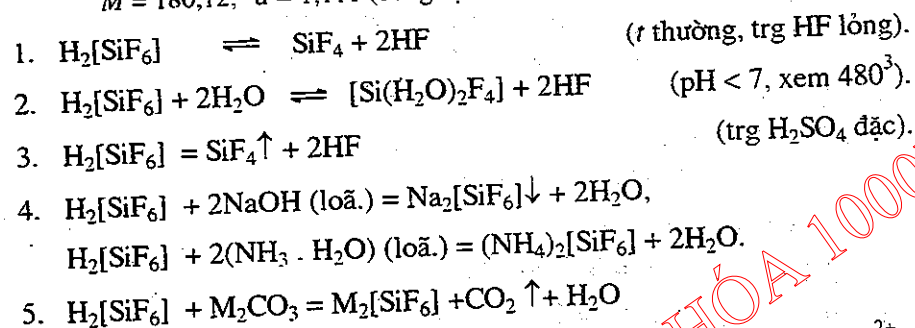 1. H₂[SiF₆] ⇌ SiF₄ + 2HF (t thường, trg HF lỏng).
2. H₂[SiF₆] + 2H₂O ⇌ [Si(H₂O)₂F₄] + 2HF (pH < 7, xem 480³).
3. H₂[SiF₆] = SiF₄↑ + 2HF (trg H₂SO₄ đặc).
4. H₂[SiF₆] + 2NaOH (loã.) = Na₂[SiF₆]↓ + 2H₂O,
H₂[SiF₆] + 2(NH₃ . H₂O) (loã.) = (NH₄)₂[SiF₆] + 2H₂O.
5. H₂[SiF₆] + M₂CO₃ = M₂[SiF₆] +CO₂ ↑+ H₂O
HÓA 1000